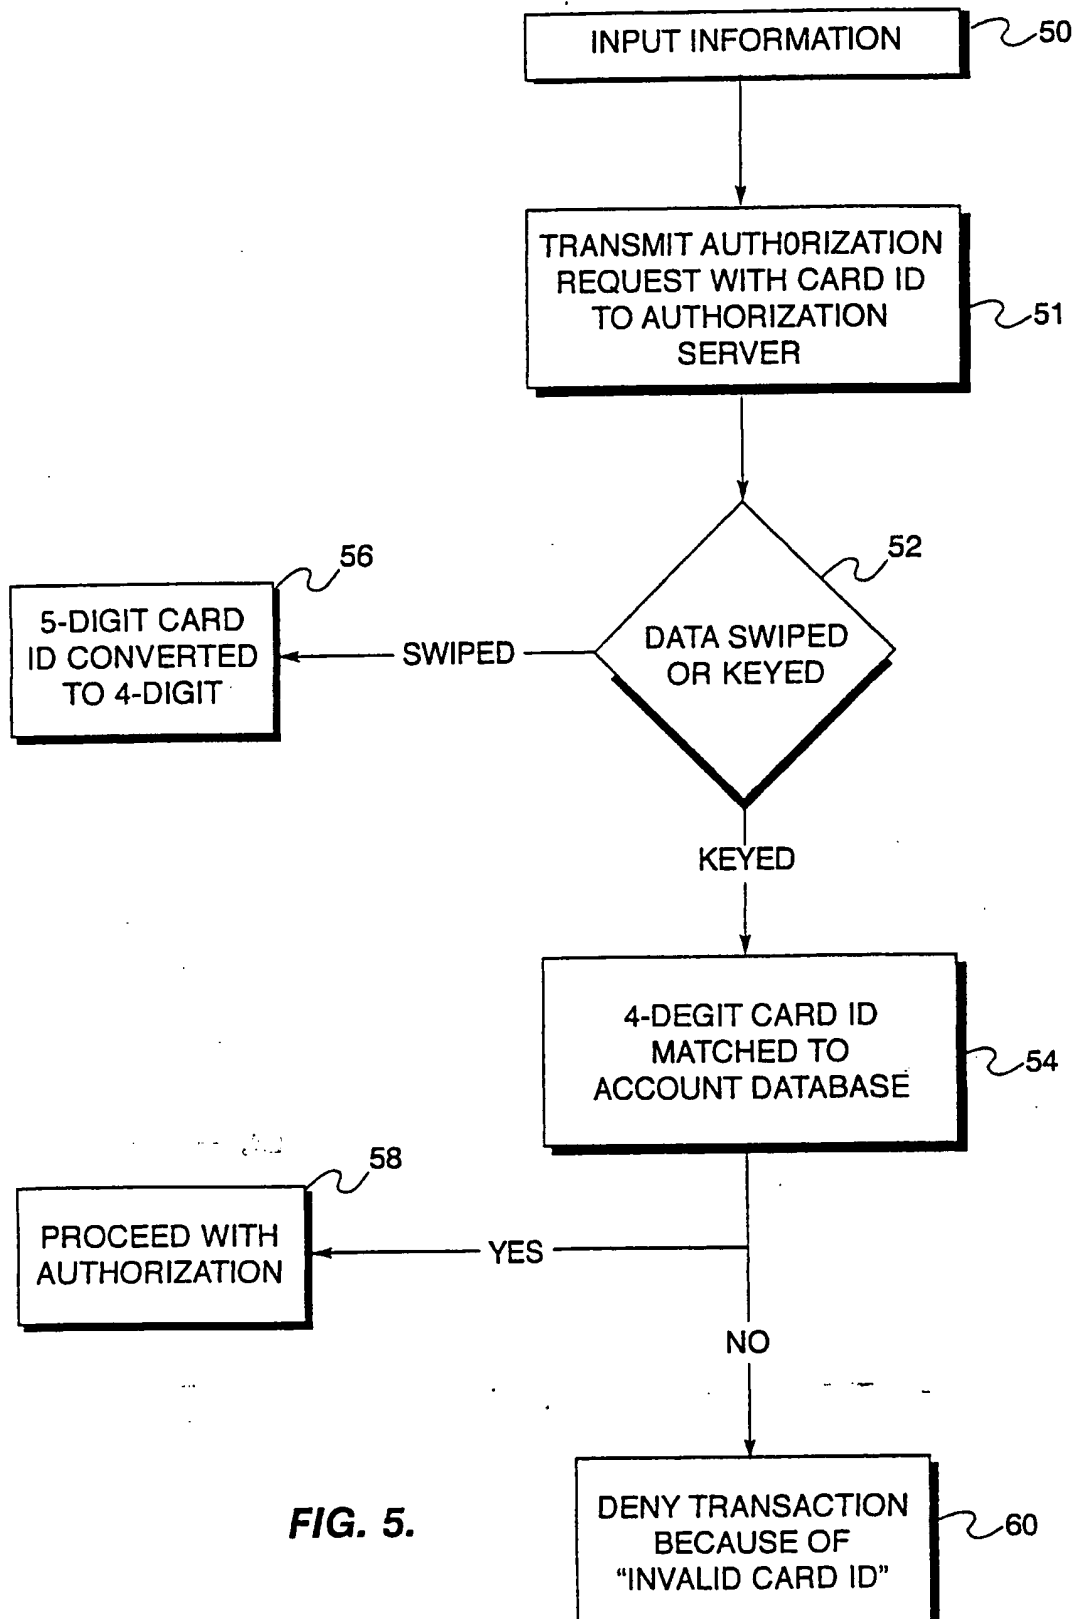 INPUT INFORMATION
50
TRANSMIT AUTH0RIZATION
REQUEST WITH CARD ID
TO AUTHORIZATION
SERVER
51
52
DATA SWIPED
OR KEYED
SWIPED
56
5-DIGIT CARD
ID CONVERTED
TO 4-DIGIT
KEYED
4-DEGIT CARD ID
MATCHED TO
ACCOUNT DATABASE
54
58
PROCEED WITH
AUTHORIZATION
YES
NO
DENY TRANSACTION
BECAUSE OF
“INVALID CARD ID”
60
FIG. 5.